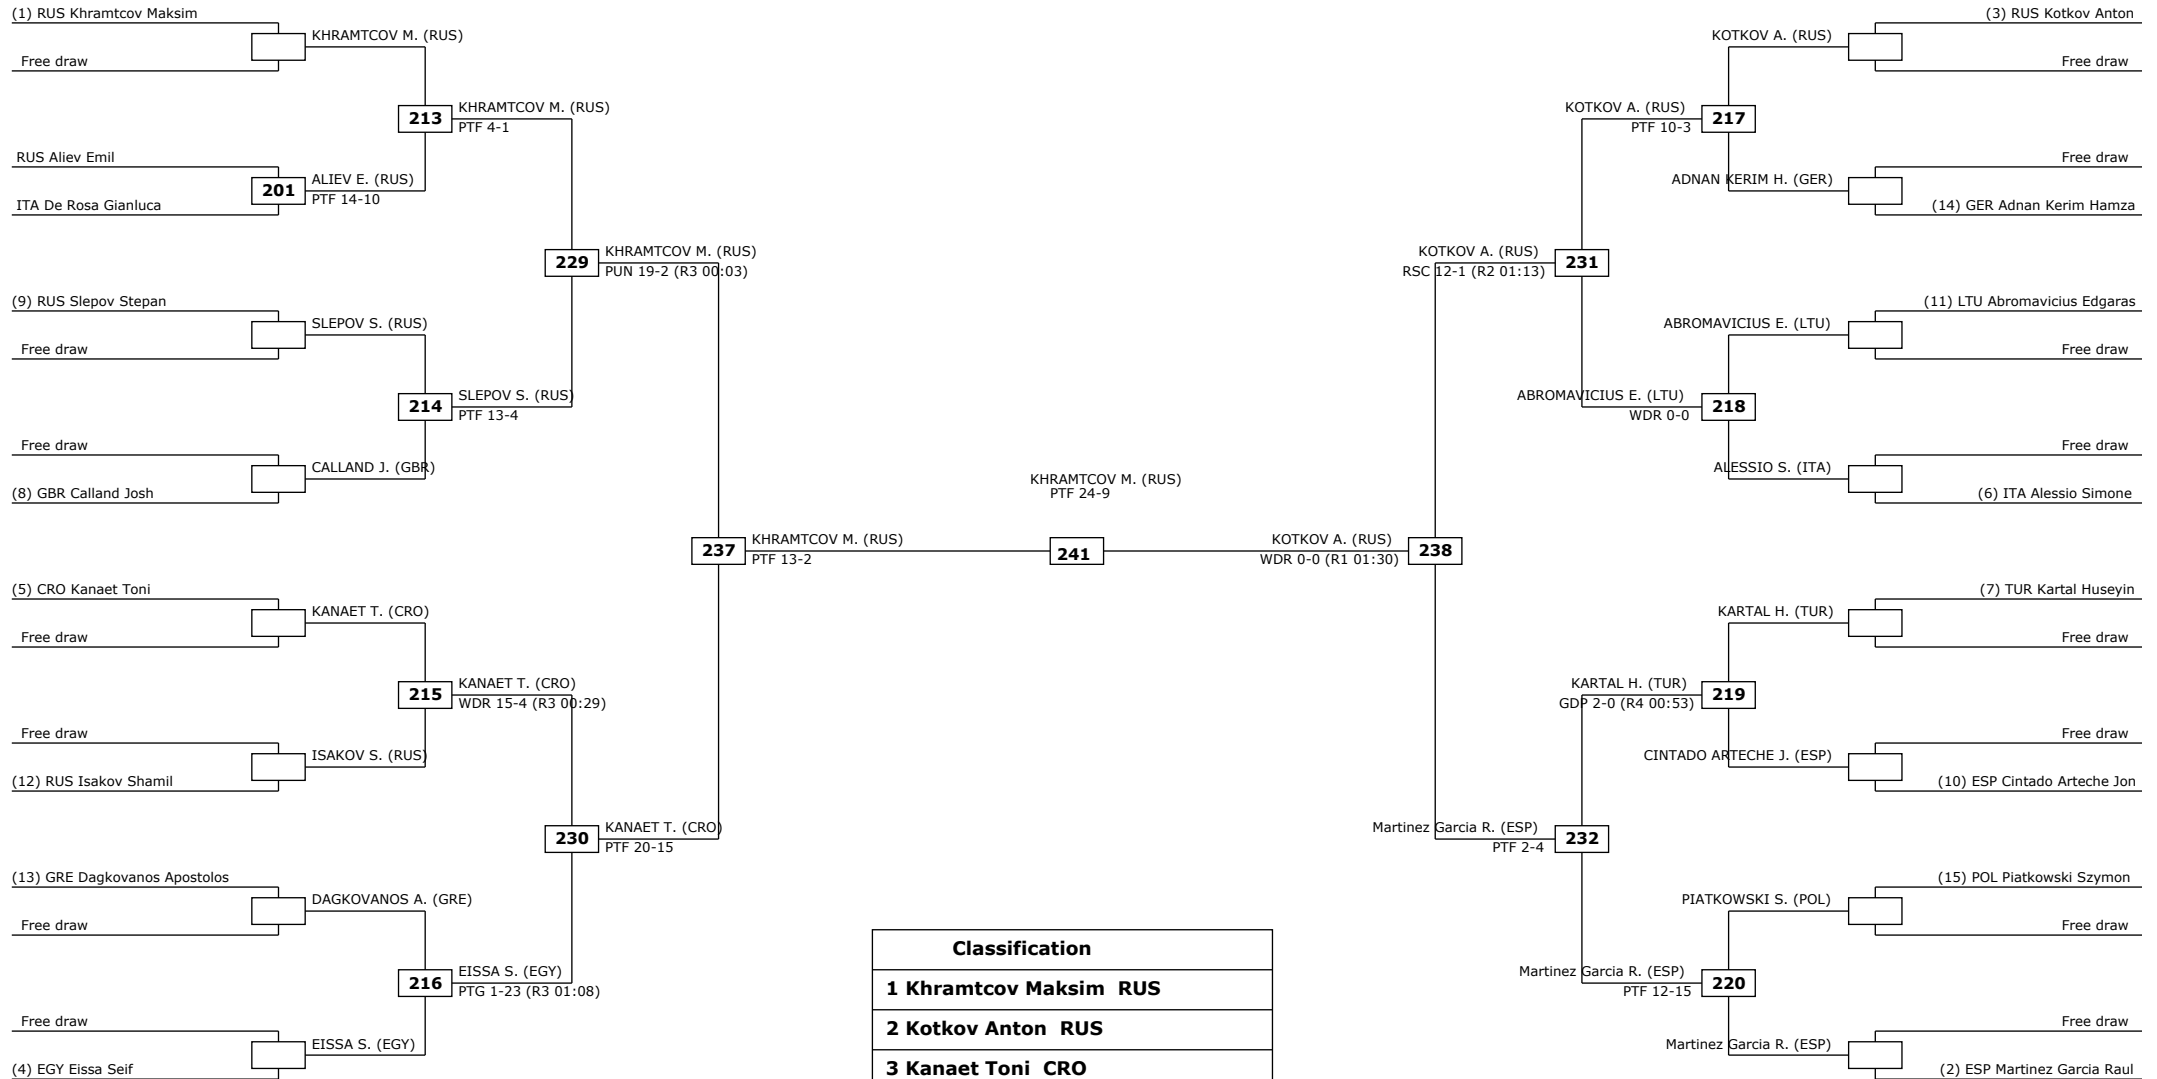 (1) RUS Khramtcov Maksim
KHRAMTCOV M. (RUS)
Free draw
213
KHRAMTCOV M. (RUS)
PTF 4-1
RUS Aliev Emil
201
ALIEV E. (RUS)
PTF 14-10
ITA De Rosa Gianluca
229
KHRAMTCOV M. (RUS)
PUN 19-2 (R3 00:03)
(9) RUS Slepov Stepan
SLEPOV S. (RUS)
Free draw
214
SLEPOV S. (RUS)
PTF 13-4
Free draw
CALLAND J. (GBR)
(8) GBR Calland Josh
237
KHRAMTCOV M. (RUS)
PTF 13-2
(5) CRO Kanaet Toni
KANAET T. (CRO)
Free draw
215
KANAET T. (CRO)
WDR 15-4 (R3 00:29)
Free draw
ISAKOV S. (RUS)
(12) RUS Isakov Shamil
230
KANAET T. (CRO)
PTF 20-15
(13) GRE Dagkovanos Apostolos
DAGKOVANOS A. (GRE)
Free draw
216
EISSA S. (EGY)
PTG 1-23 (R3 01:08)
Free draw
EISSA S. (EGY)
(4) EGY Eissa Seif
KHRAMTCOV M. (RUS)
PTF 24-9
241
(3) RUS Kotkov Anton
KOTKOV A. (RUS)
Free draw
KOTKOV A. (RUS)
PTF 10-3
217
Free draw
ADNAN KERIM H. (GER)
(14) GER Adnan Kerim Hamza
KOTKOV A. (RUS)
RSC 12-1 (R2 01:13)
231
(11) LTU Abromavicius Edgaras
ABROMAVICIUS E. (LTU)
Free draw
ABROMAVICIUS E. (LTU)
WDR 0-0
218
Free draw
ALESSIO S. (ITA)
(6) ITA Alessio Simone
KOTKOV A. (RUS)
WDR 0-0 (R1 01:30)
238
(7) TUR Kartal Huseyin
KARTAL H. (TUR)
Free draw
KARTAL H. (TUR)
GDP 2-0 (R4 00:53)
219
Free draw
CINTADO ARTECHE J. (ESP)
(10) ESP Cintado Arteche Jon
Martinez Garcia R. (ESP)
PTF 2-4
232
(15) POL Piatkowski Szymon
PIATKOWSKI S. (POL)
Free draw
Martinez Garcia R. (ESP)
PTF 12-15
220
Free draw
Martinez Garcia R. (ESP)
(2) ESP Martinez Garcia Raul
Classification
1 Khramtcov Maksim RUS
2 Kotkov Anton RUS
3 Kanaet Toni CRO